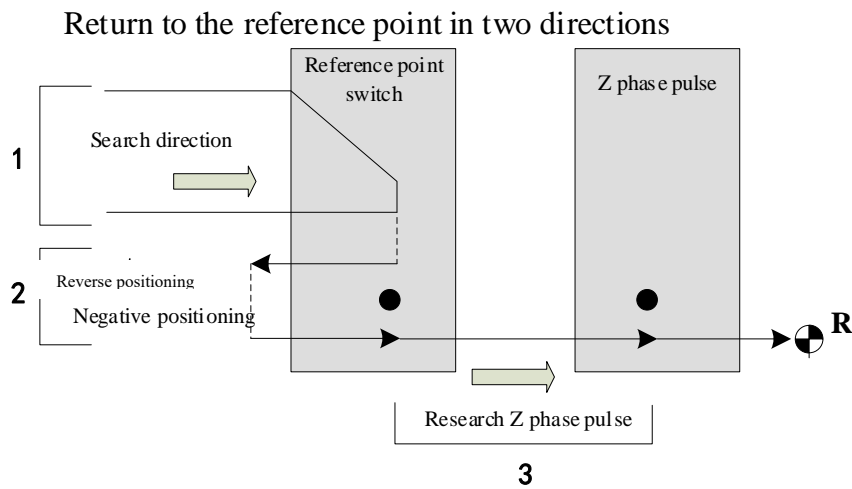 Return to the reference point in two directions
Reference point
switch
Z phase pulse
1
Search direction
2
Reverse positioning
Negative positioning
R
Research Z phase pulse
3